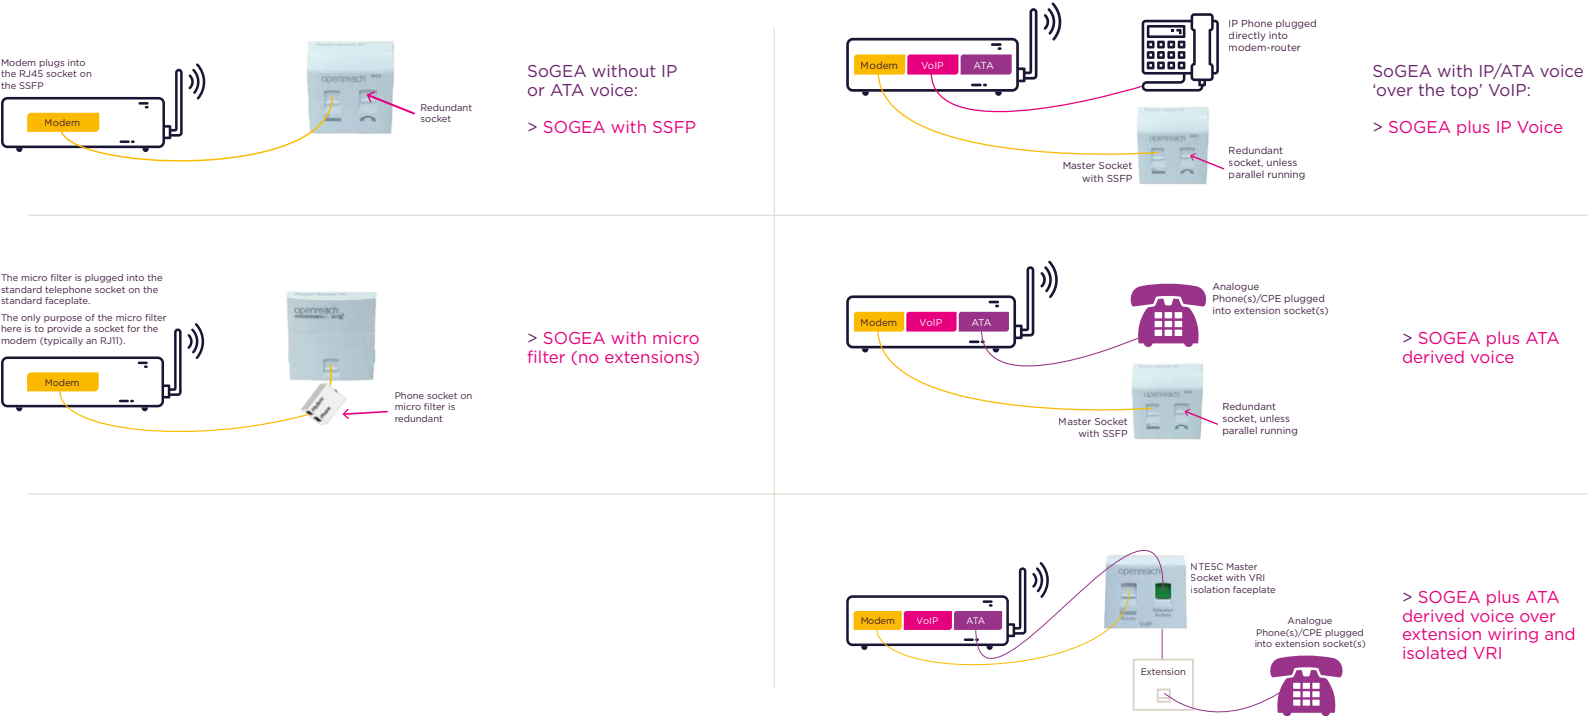 Modem plugs into
the RJ45 socket on
the SSFP
Modem
openreach
Redundant
socket
SoGEA without IP
or ATA voice:
> SOGEA with SSFP
Modem
VoIP
ATA
IP Phone plugged
directly into
modem-router
openreach
Master Socket
with SSFP
Redundant
socket, unless
parallel running
SoGEA with IP/ATA voice
‘over the top’ VoIP:
> SOGEA plus IP Voice
The micro filter is plugged into the
standard telephone socket on the
standard faceplate.
The only purpose of the micro filter
here is to provide a socket for the
modem (typically an RJ11).
Modem
openreach
Modem
Phone
Phone socket on
micro filter is
redundant
> SOGEA with micro
filter (no extensions)
Modem
VoIP
ATA
Analogue
Phone(s)/CPE plugged
into extension socket(s)
openreach
Master Socket
with SSFP
Redundant
socket, unless
parallel running
> SOGEA plus ATA
derived voice
Modem
VoIP
ATA
openreach
VoIP
NTE5C Master
Socket with VRI
isolation faceplate
Extension
Analogue
Phone(s)/CPE plugged
into extension socket(s)
> SOGEA plus ATA
derived voice over
extension wiring and
isolated VRI